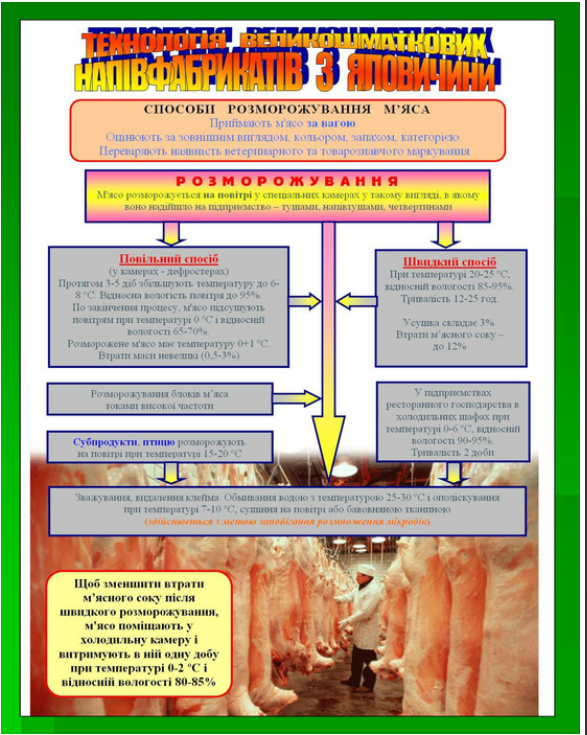 ТЕХНОЛОГІЯ ВЕЛИКОШМАТКОВИХ
НАПІВФАБРИКАТІВ З ЯЛОВИЧИНИ
СПОСОБИ РОЗМОРОЖУВАННЯ М'ЯСА
Приймають м'ясо за вагою
Оцінюють за зовнішнім виглядом, кольором, запахом, категорією
Перевіряють наявність ветеринарного та товарознавчого маркування
РОЗМОРОЖУВАННЯ
М'ясо розморожується на повітрі у спеціальних камерах у такому вигляді, в якому
воно надійшло на підприємство – тушами, напівтушами, четвертинами
Повільний спосіб
(у камерах - дефростерах)
Протягом 3-5 діб збільшують температуру до 6-
8 °С. Відносна вологість повітря до 95%.
По закінчення процесу, м'ясо підсушують
повітрям при температурі 0 °С і відносній
вологості 65-70%.
Розморожене м'ясо має температуру 0+1 °С.
Втрати маси невеликі (0,5-3%)
Швидкий спосіб
При температурі 20-25 °С,
відносній вологості 85-95%.
Тривалість 12-25 год.
Усушка складає 3%.
Втрати м'ясного соку –
до 12%
Розморожування блоків м'яса
токами високої частоти
У підприємствах
ресторанного господарства в
холодильних шафах при
температурі 0-6 °С, відносній
вологості 90-95%.
Тривалість 2 доби
Субпродукти, птицю розморожують
на повітрі при температурі 15-20 °С
Зважування, видалення клейма. Обмивання водою з температурою 25-30 °С і ополіскування
при температурі 7-10 °С, сушіння на повітрі або бавовняною тканиною
(здійснюється з метою запобігання розмноження мікробів)
Щоб зменшити втрати
м'ясного соку після
швидкого розморожування,
м'ясо поміщають у
холодильну камеру і
витримують в ній одну добу
при температурі 0-2 °С і
відносній вологості 80-85%